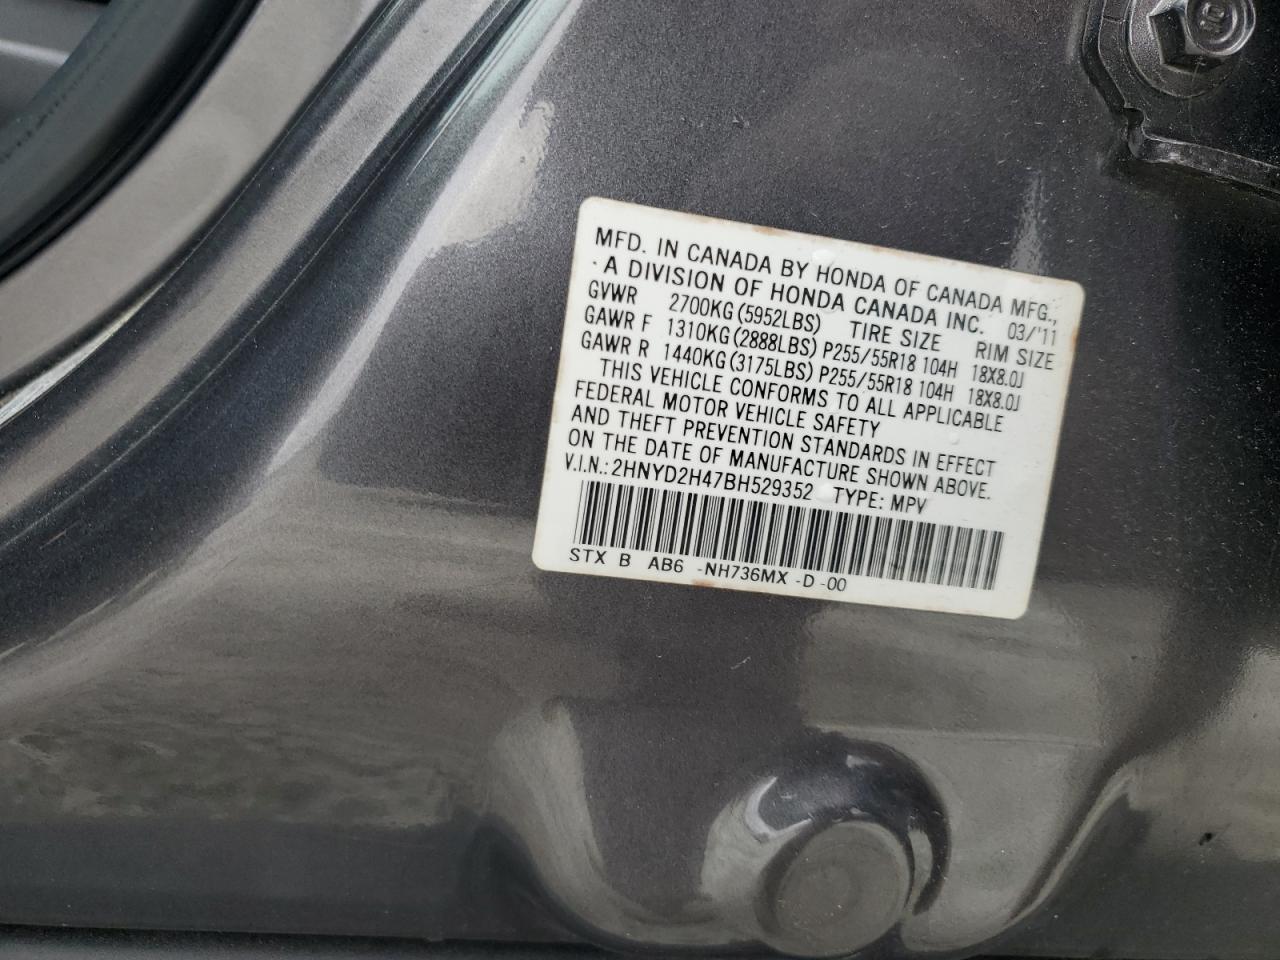 MFD. IN CANADA BY HONDA OF CANADA MFG.,
A DIVISION OF HONDA CANADA INC. 03/'11
GVWR 2700KG (5952LBS) TIRE SIZE RIM SIZE
GAWR F 1310KG (2888LBS) P255/55R18 104H 18X8.0J
GAWR R 1440KG (3175LBS) P255/55R18 104H 18X8.0J
THIS VEHICLE CONFORMS TO ALL APPLICABLE
FEDERAL MOTOR VEHICLE SAFETY
AND THEFT PREVENTION STANDARDS IN EFFECT
ON THE DATE OF MANUFACTURE SHOWN ABOVE.
V.I.N.: 2HNYD2H47BH529352 TYPE: MPV
STX B AB6 -NH736MX -D -00
10